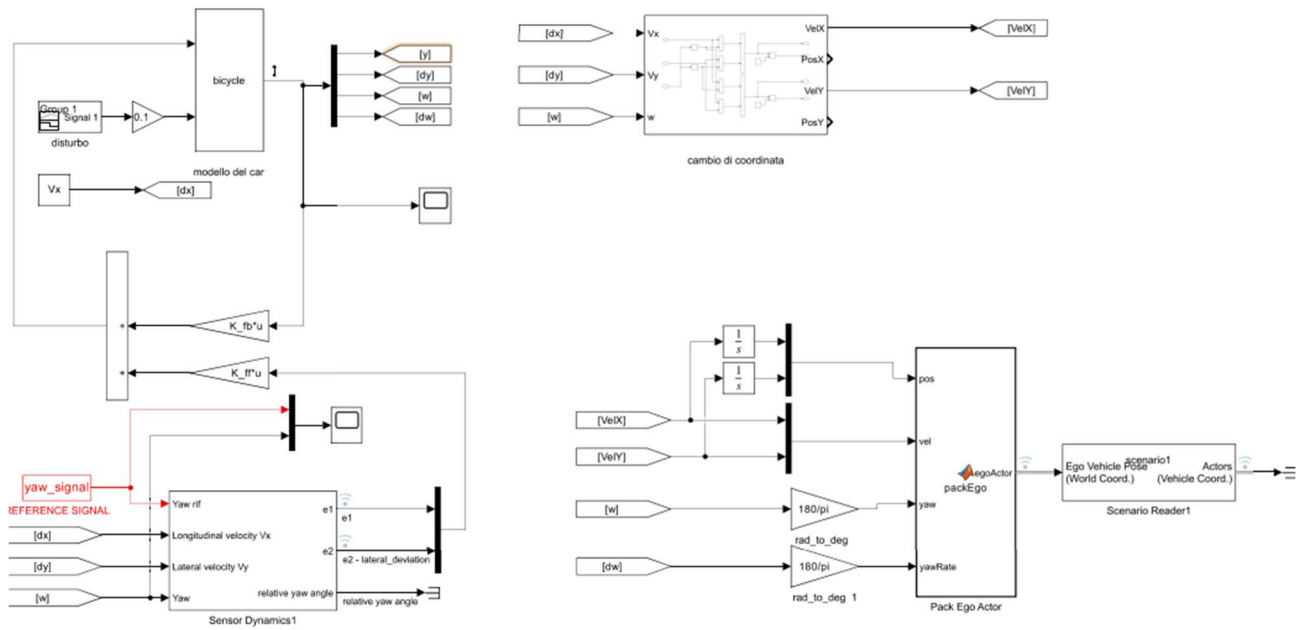 bicycle
[y]
[dy]
[w]
[dw]
Group 1
Signal 1
disturbo
0.1
modello del car
Vx
[dx]
K_fb*u
K_ff*u
yaw_signal
REFERENCE SIGNAL
[dx]
[dy]
[w]
Yaw rif
Longitudinal velocity Vx
Lateral velocity Vy
Yaw
e1
e1
e2
e2 - lateral_deviation
relative yaw angle
relative yaw angle
Sensor Dynamics1
[dx]
[dy]
[w]
Vx
Vy
w
VelX
PosX
VelY
PosY
[VelX]
[VelY]
cambio di coordinata
1
s
1
s
[VelX]
[VelY]
[w]
[dw]
180/pi
rad_to_deg
180/pi
rad_to_deg 1
pos
vel
yaw
yawRate
egoActor
packEgo
Pack Ego Actor
Ego Vehicle Pose
(World Coord.)
scenario1
Actors
(Vehicle Coord.)
Scenario Reader1